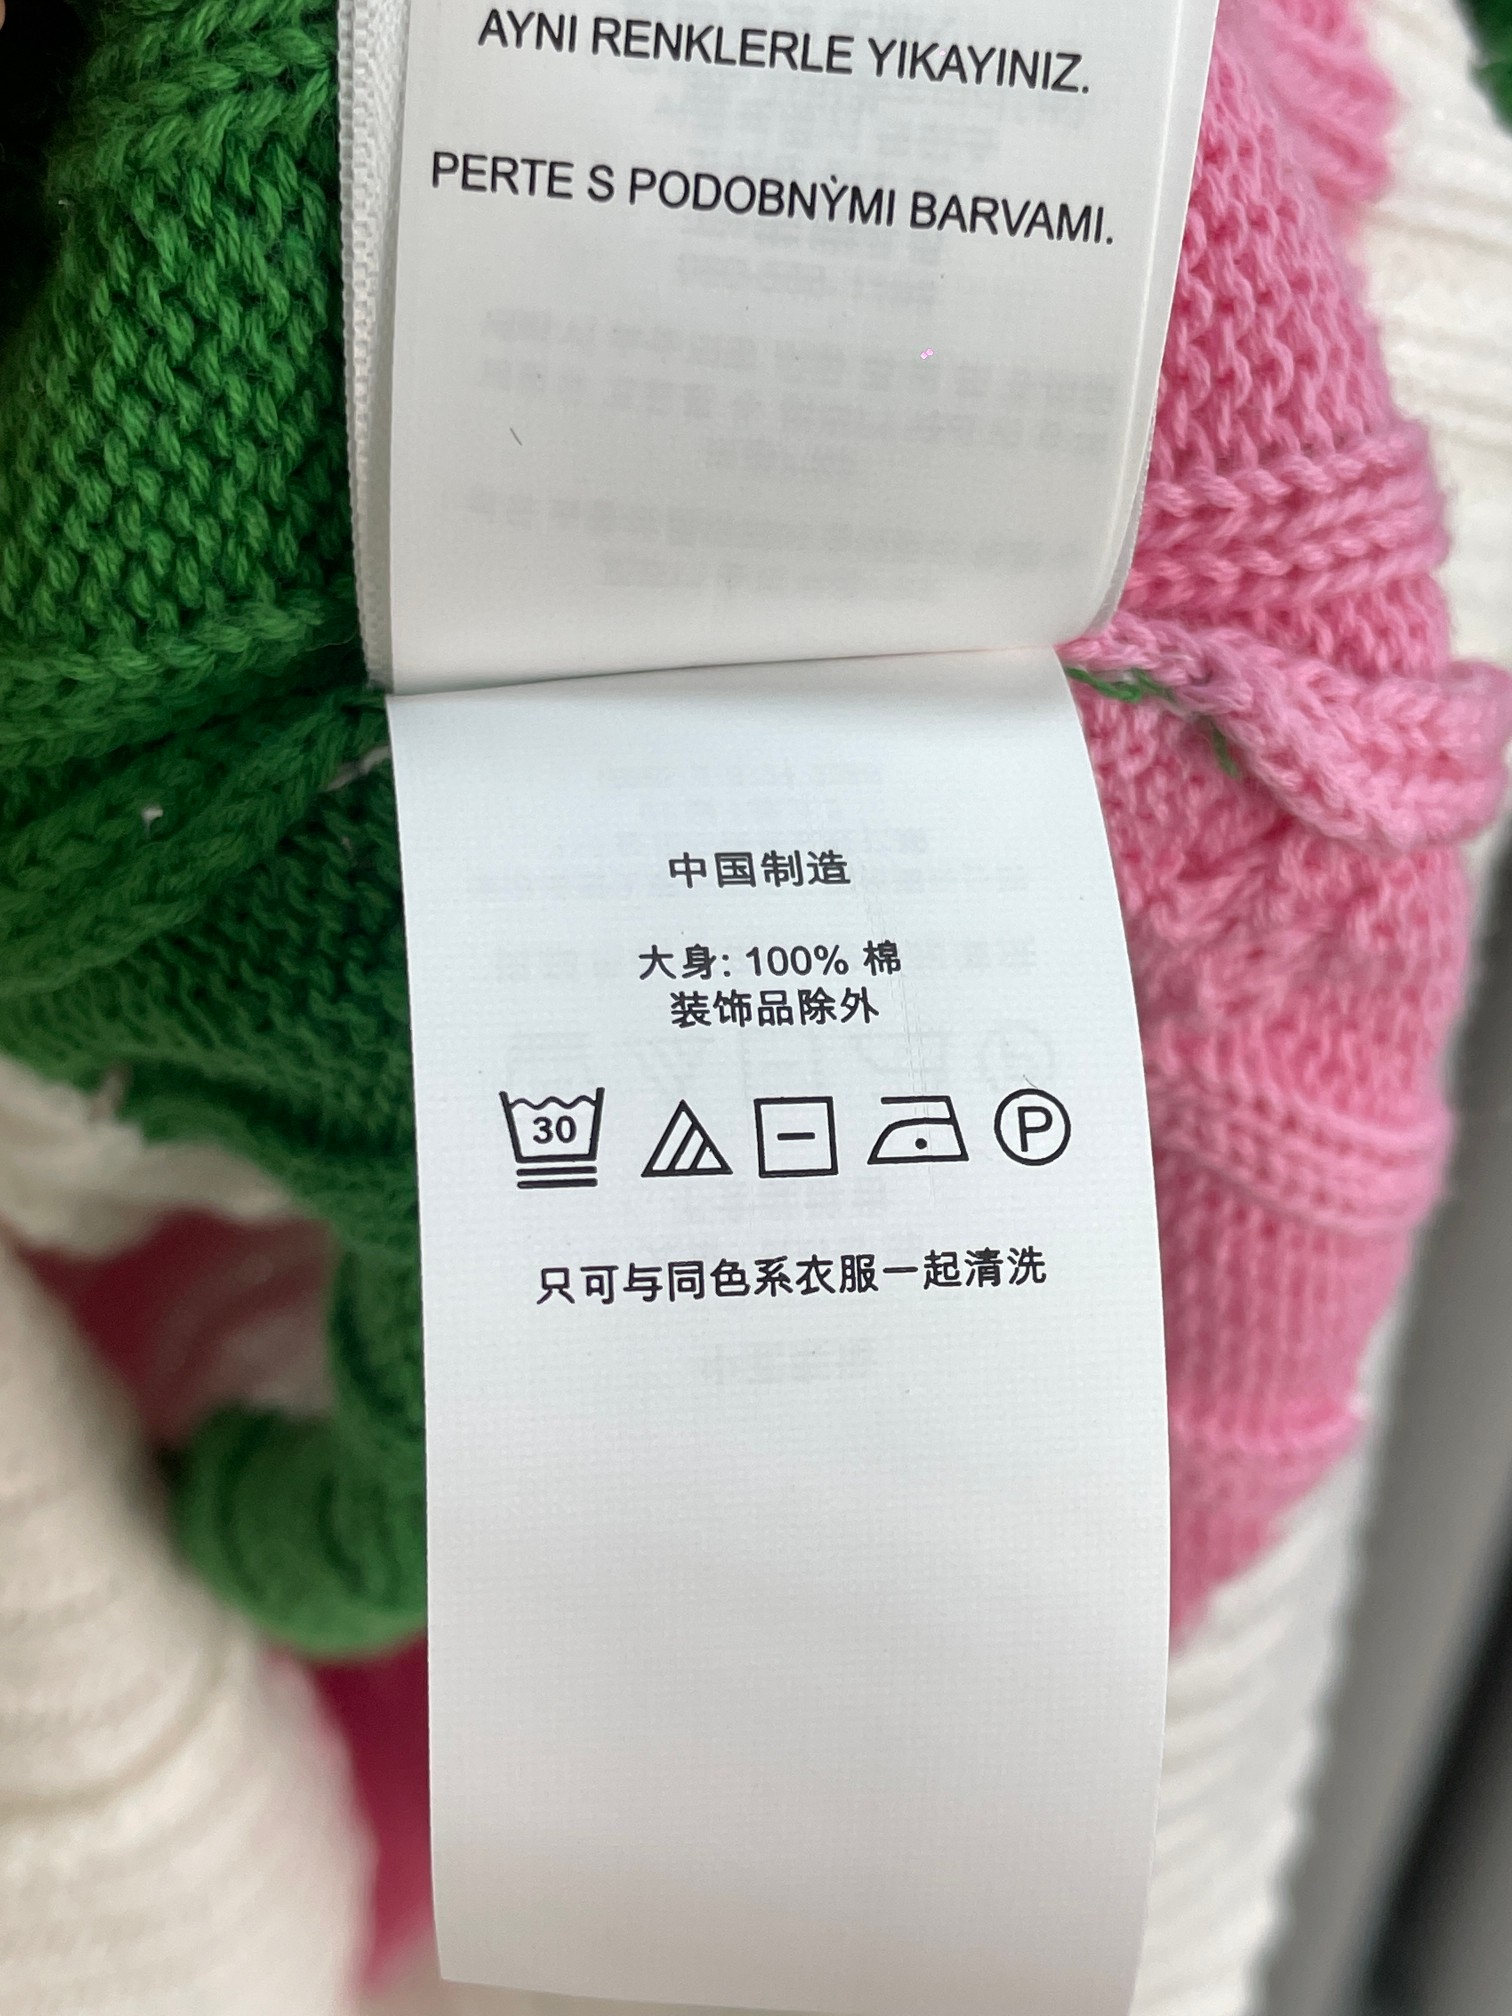 AYNI RENKLERLE YIKAYINIZ.
PERTE S PODOBNỲMI BARVAMI.
中国制造
大身: 100% 棉
装饰品除外
30
P
只可与同色系衣服一起清洗